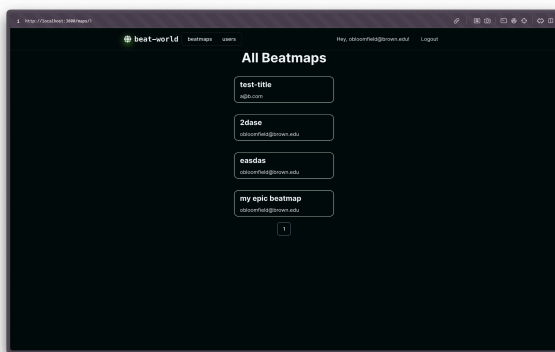 http://localhost:3000/maps/1
beat-world beatmaps users Hey, obloomfield@brown.edu! Logout
All Beatmaps
test-title
a@b.com
2dase
obloomfield@brown.edu
easdas
obloomfield@brown.edu
my epic beatmap
obloomfield@brown.edu
1